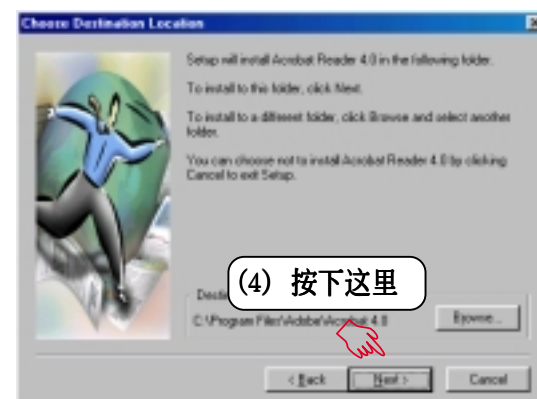 Choose Destination Location
Setup will install Acrobat Reader 4.0 in the following folder.
To install to this folder, click Next.
To install to a different folder, click Browse and select another
folder.
You can choose not to install Acrobat Reader 4.0 by clicking
Cancel to exit Setup.
(4) 按下这里
C:\Program Files\Adobe\Acrobat 4.0
Browse...
< Back
Next >
Cancel